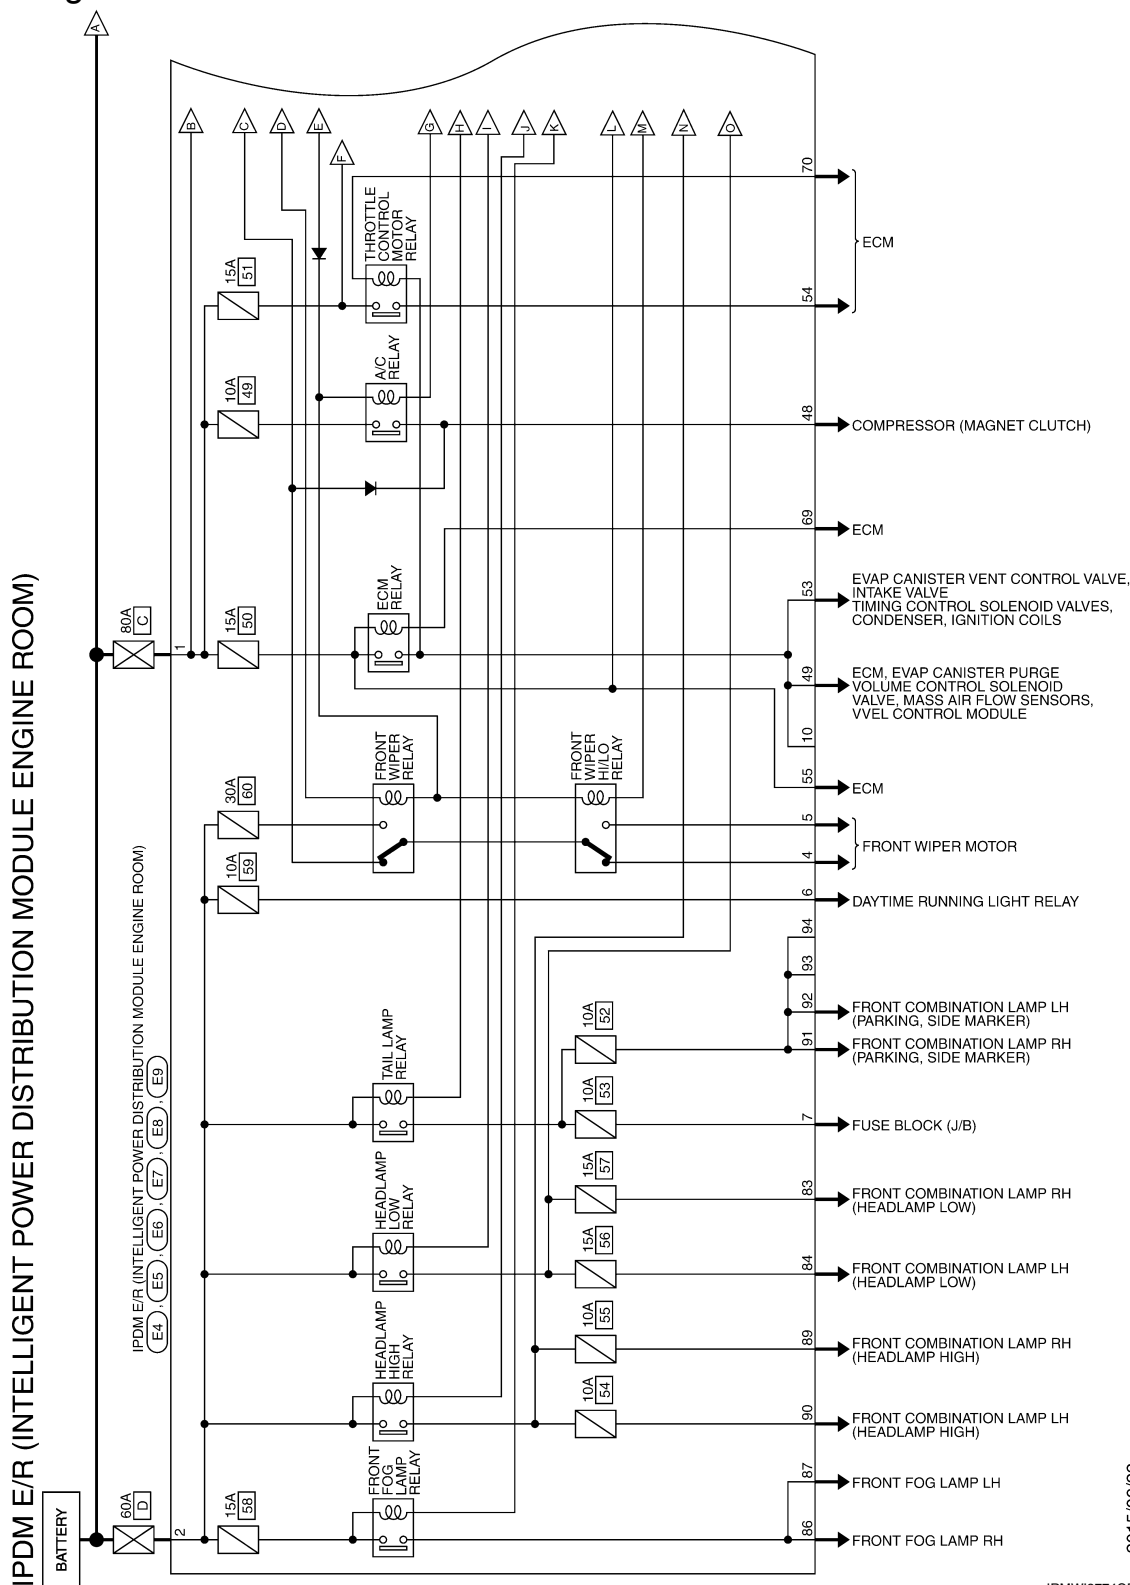 IPDM E/R (INTELLIGENT POWER DISTRIBUTION MODULE ENGINE ROOM)
A
B
C
D
E
F
G
H
I
J
K
L
M
N
O
70
THROTTLE
CONTROL
MOTOR
RELAY
15A
51
ECM
54
A/C
RELAY
10A
49
48
COMPRESSOR (MAGNET CLUTCH)
69
ECM
80A
C
1
15A
50
ECM
RELAY
53
EVAP CANISTER VENT CONTROL VALVE,
INTAKE VALVE
TIMING CONTROL SOLENOID VALVES,
CONDENSER, IGNITION COILS
49
ECM, EVAP CANISTER PURGE
VOLUME CONTROL SOLENOID
VALVE, MASS AIR FLOW SENSORS,
VVEL CONTROL MODULE
10
FRONT
WIPER
RELAY
FRONT
WIPER
HI/LO
RELAY
55
ECM
30A
60
5
FRONT WIPER MOTOR
4
10A
59
6
DAYTIME RUNNING LIGHT RELAY
IPDM E/R (INTELLIGENT POWER DISTRIBUTION MODULE ENGINE ROOM)
E4 , E5 , E6 , E7 , E8 , E9
94
93
92
FRONT COMBINATION LAMP LH
(PARKING, SIDE MARKER)
10A
52
91
FRONT COMBINATION LAMP RH
(PARKING, SIDE MARKER)
TAIL LAMP
RELAY
10A
53
7
FUSE BLOCK (J/B)
15A
57
83
FRONT COMBINATION LAMP RH
(HEADLAMP LOW)
HEADLAMP
LOW
RELAY
15A
56
84
FRONT COMBINATION LAMP LH
(HEADLAMP LOW)
10A
55
89
FRONT COMBINATION LAMP RH
(HEADLAMP HIGH)
HEADLAMP
HIGH
RELAY
10A
54
90
FRONT COMBINATION LAMP LH
(HEADLAMP HIGH)
87
FRONT FOG LAMP LH
FRONT
FOG
LAMP
RELAY
BATTERY
60A
D
2
15A
58
86
FRONT FOG LAMP RH